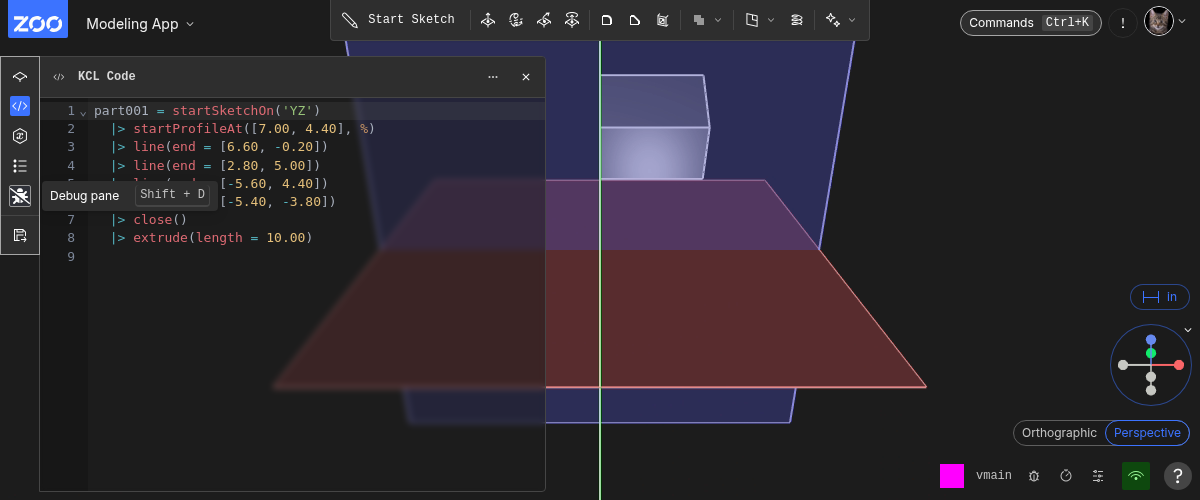 ZOO
Modeling App
Start Sketch
Commands Ctrl+K
!
KCL Code
1 part001 = startSketchOn('YZ')
2 |> startProfileAt([7.00, 4.40], %)
3 |> line(end = [6.60, -0.20])
4 |> line(end = [2.80, 5.00])
5 [-5.60, 4.40])
Debug pane Shift + D
[-5.40, -3.80])
7 |> close()
8 |> extrude(length = 10.00)
9
in
Orthographic Perspective
vmain
?